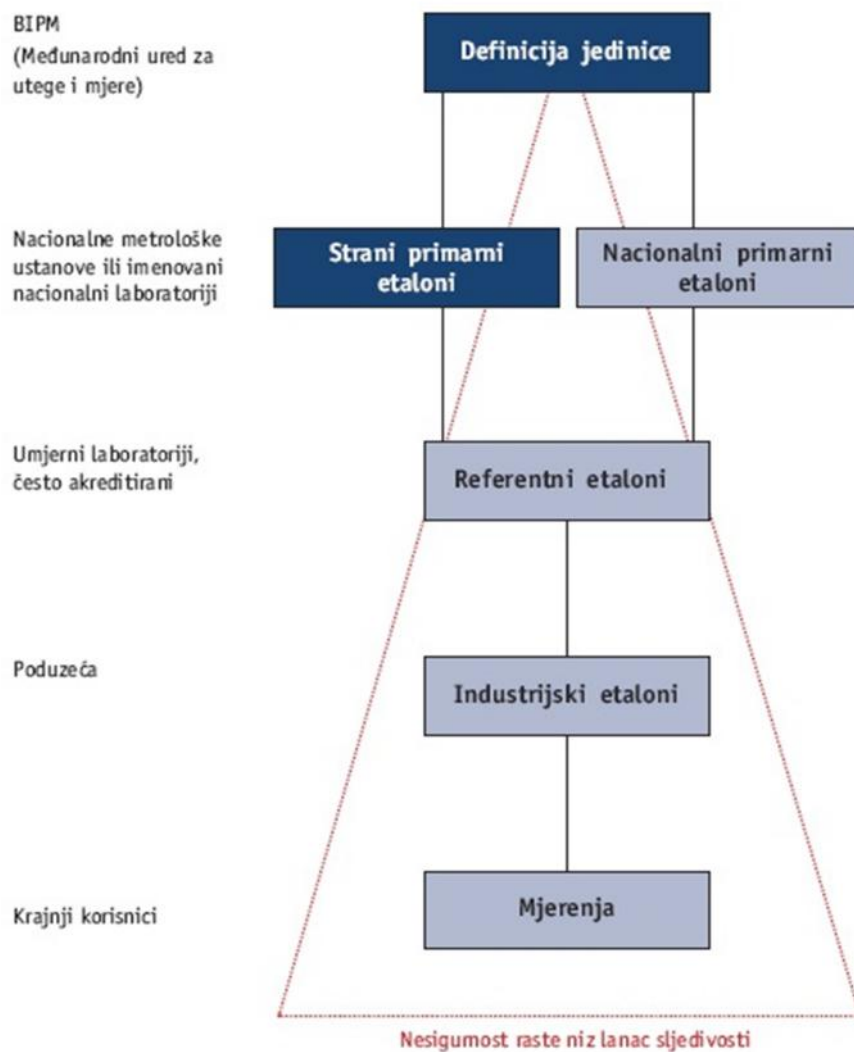 BIPM
(Međunarodni ured za
utege i mjere)
Definicija jedinice
Nacionalne metrološke
ustanove ili imenovani
nacionalni laboratoriji
Strani primarni
etaloni
Nacionalni primarni
etaloni
Umjerni laboratoriji,
često akreditirani
Referentni etaloni
Poduzeća
Industrijski etaloni
Krajnji korisnici
Mjerenja
Nesigurnost raste niz lanac sljedivosti